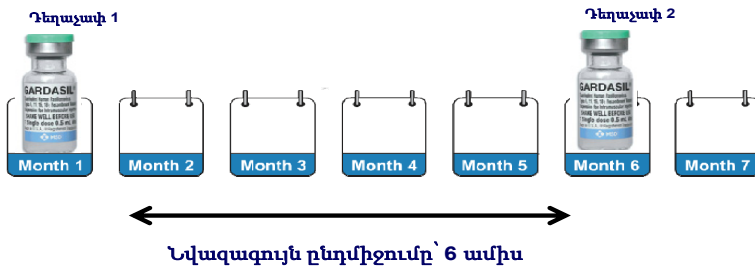 Դեղաչափ 1
Դեղաչափ 2
GARDASIL
GARDASIL
Month 1
Month 2
Month 3
Month 4
Month 5
Month 6
Month 7
Նվազագույն ընդմիջումը՝ 6 ամիս